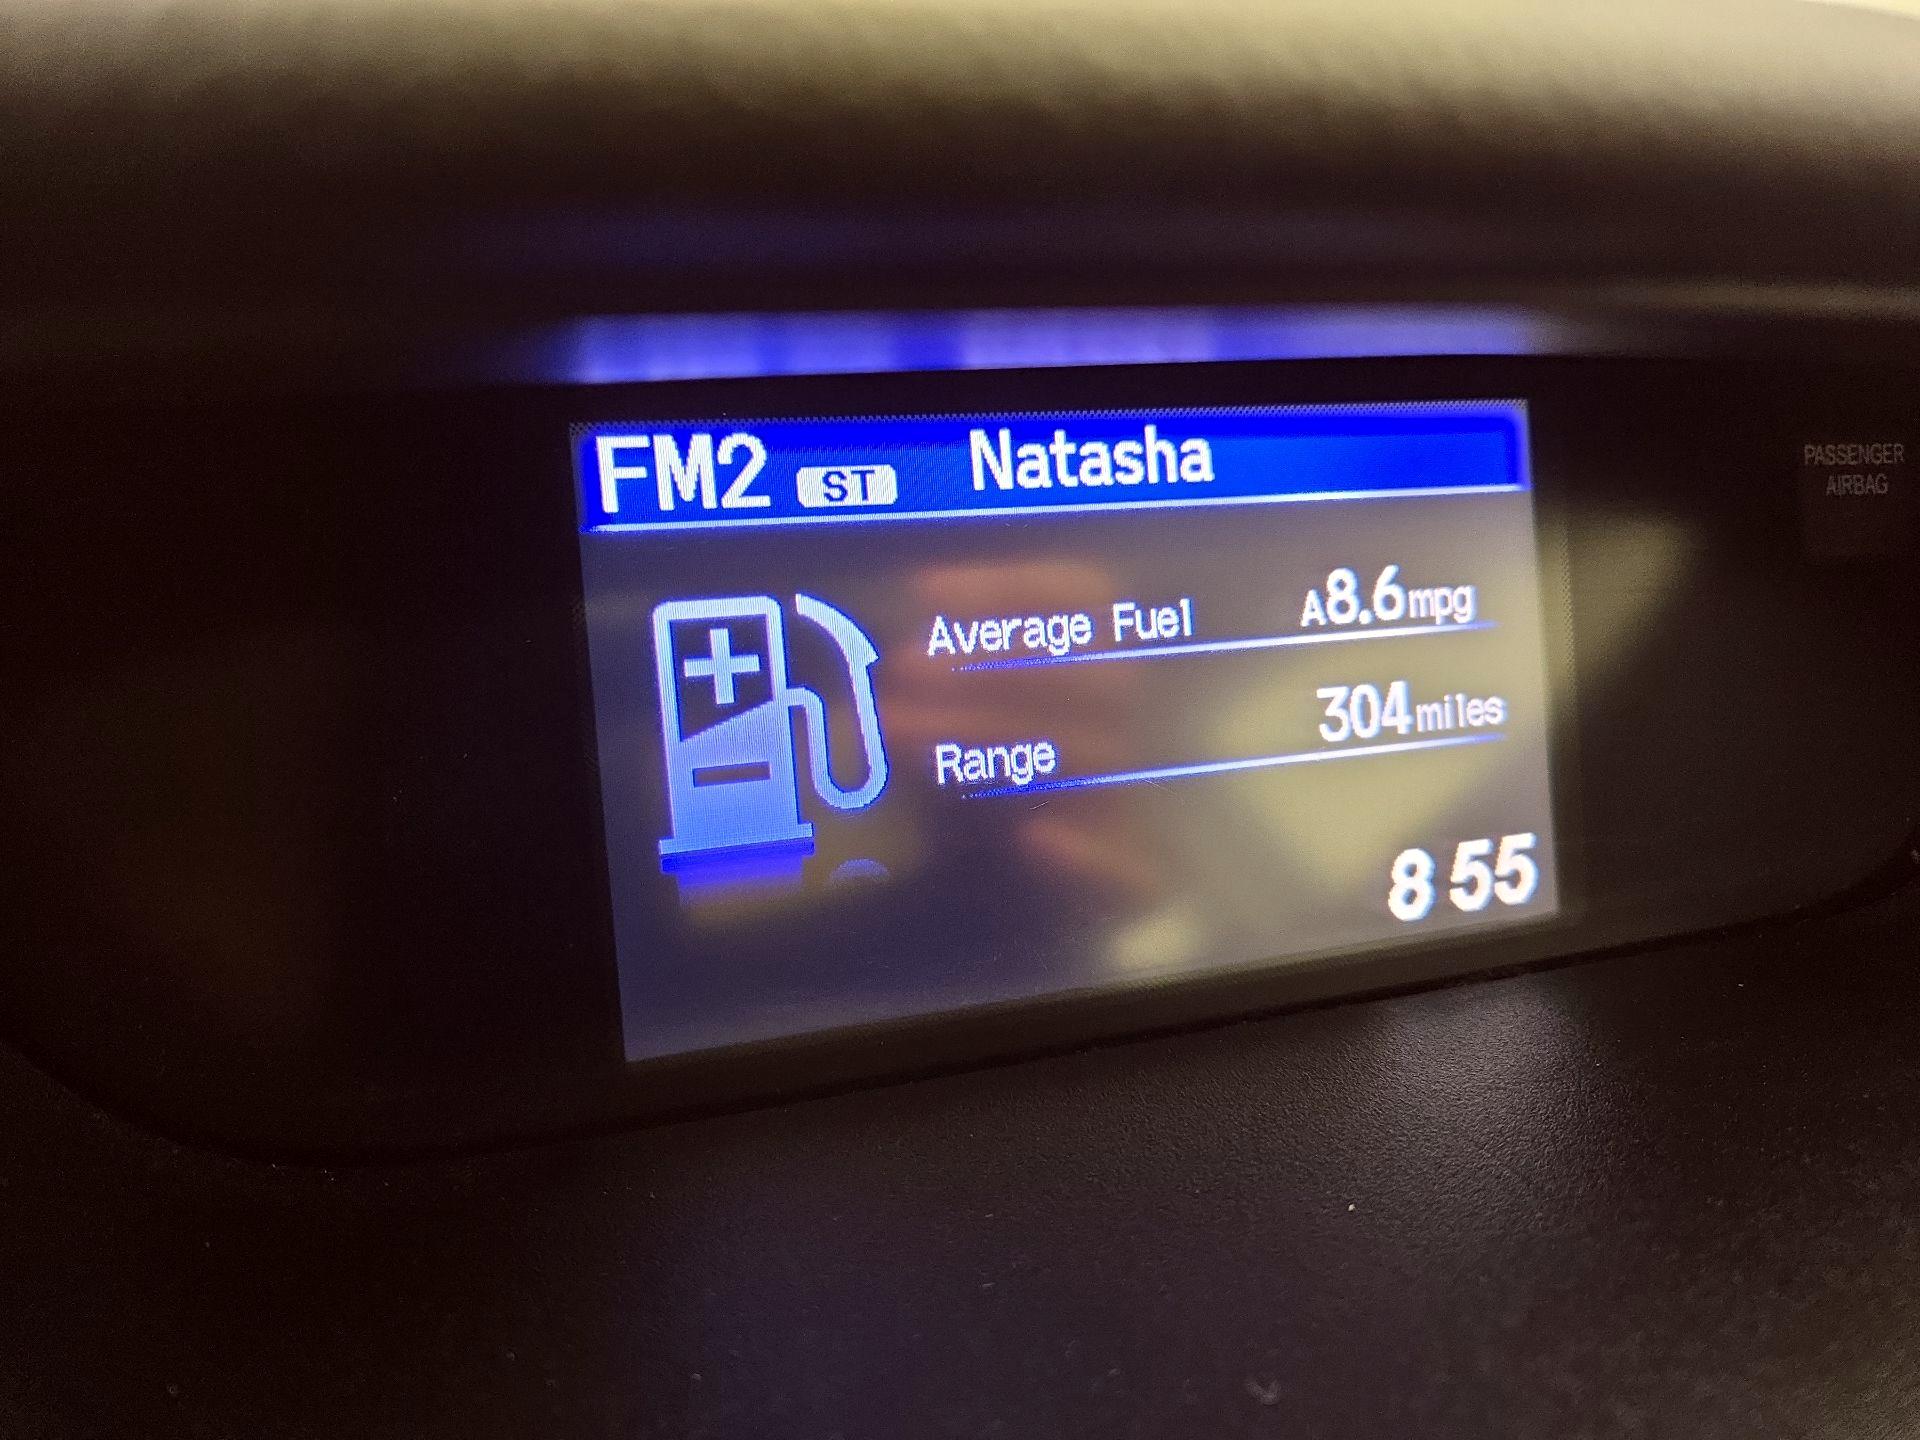 FM2 ST Natasha
Average Fuel A8.6mpg
Range 304miles
8 55
PASSENGER
AIRBAG